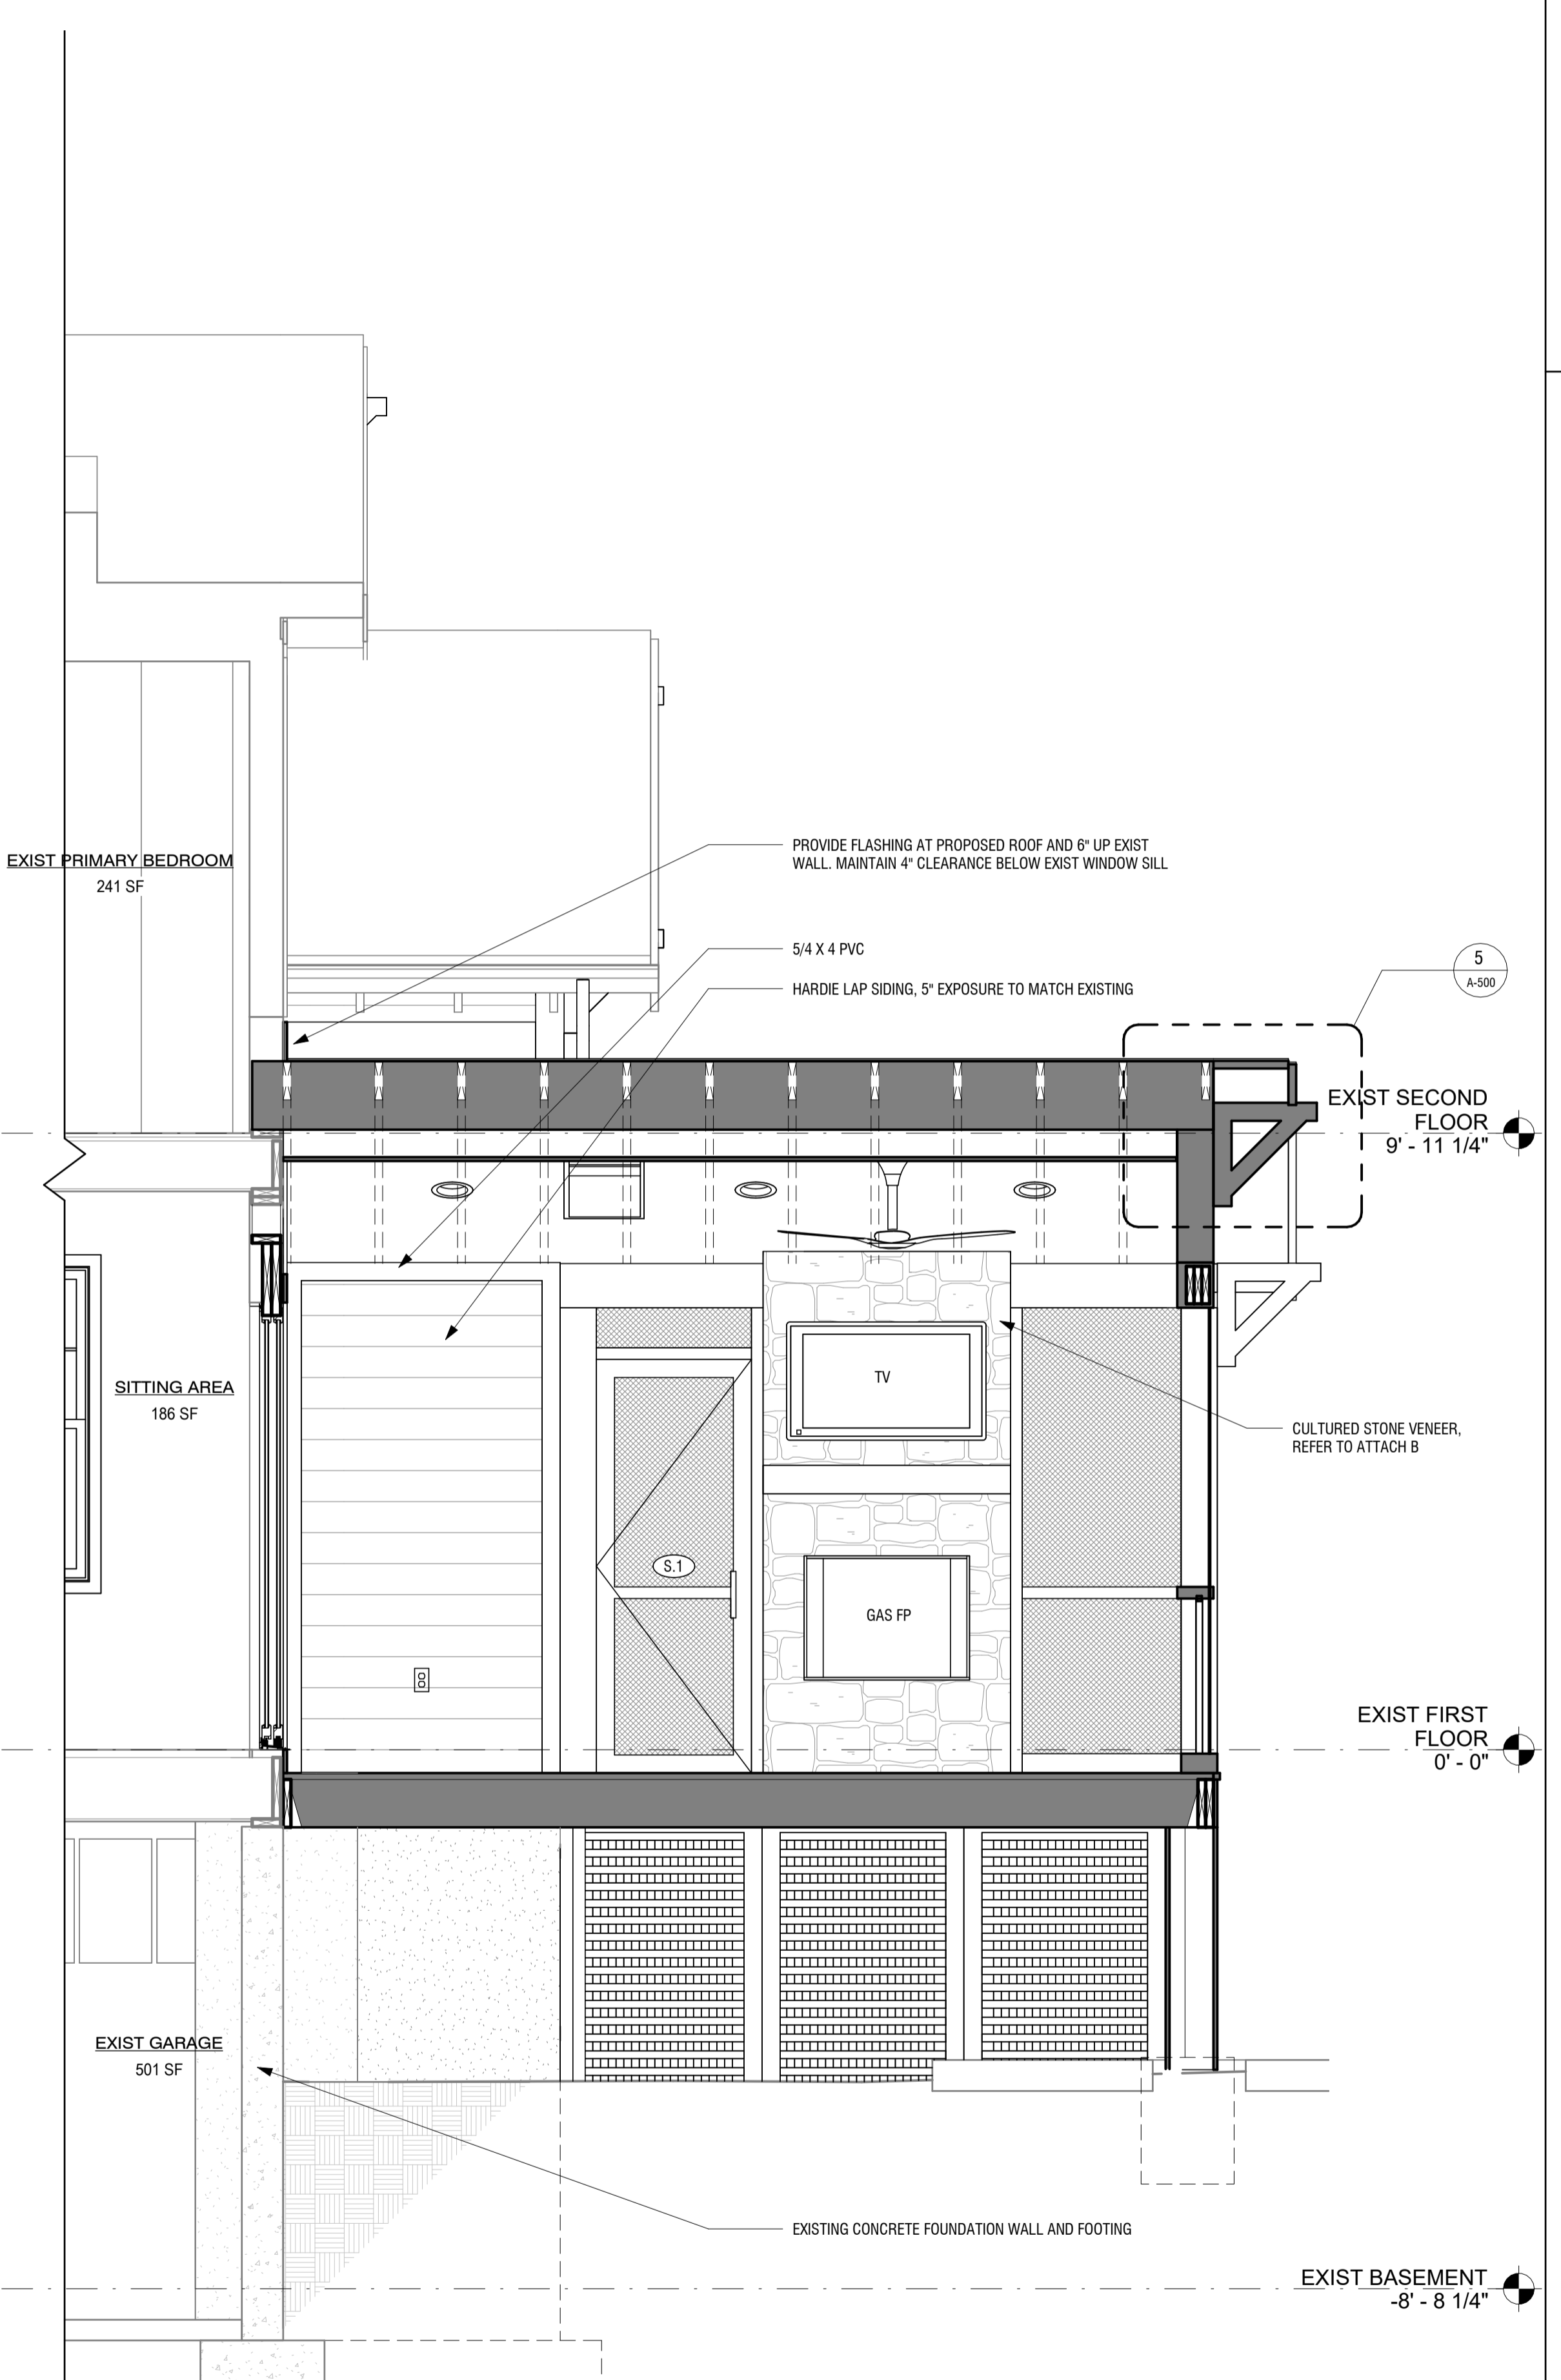 PROVIDE FLASHING AT PROPOSED ROOF AND 6" UP EXIST
WALL. MAINTAIN 4" CLEARANCE BELOW EXIST WINDOW SILL
EXIST PRIMARY BEDROOM
241 SF
5/4 X 4 PVC
HARDIE LAP SIDING, 5" EXPOSURE TO MATCH EXISTING
5
A-500
EXIST SECOND
FLOOR
9' - 11 1/4"
SITTING AREA
186 SF
TV
CULTURED STONE VENEER,
REFER TO ATTACH B
S.1
GAS FP
EXIST FIRST
FLOOR
0' - 0"
EXIST GARAGE
501 SF
EXISTING CONCRETE FOUNDATION WALL AND FOOTING
EXIST BASEMENT
-8' - 8 1/4"